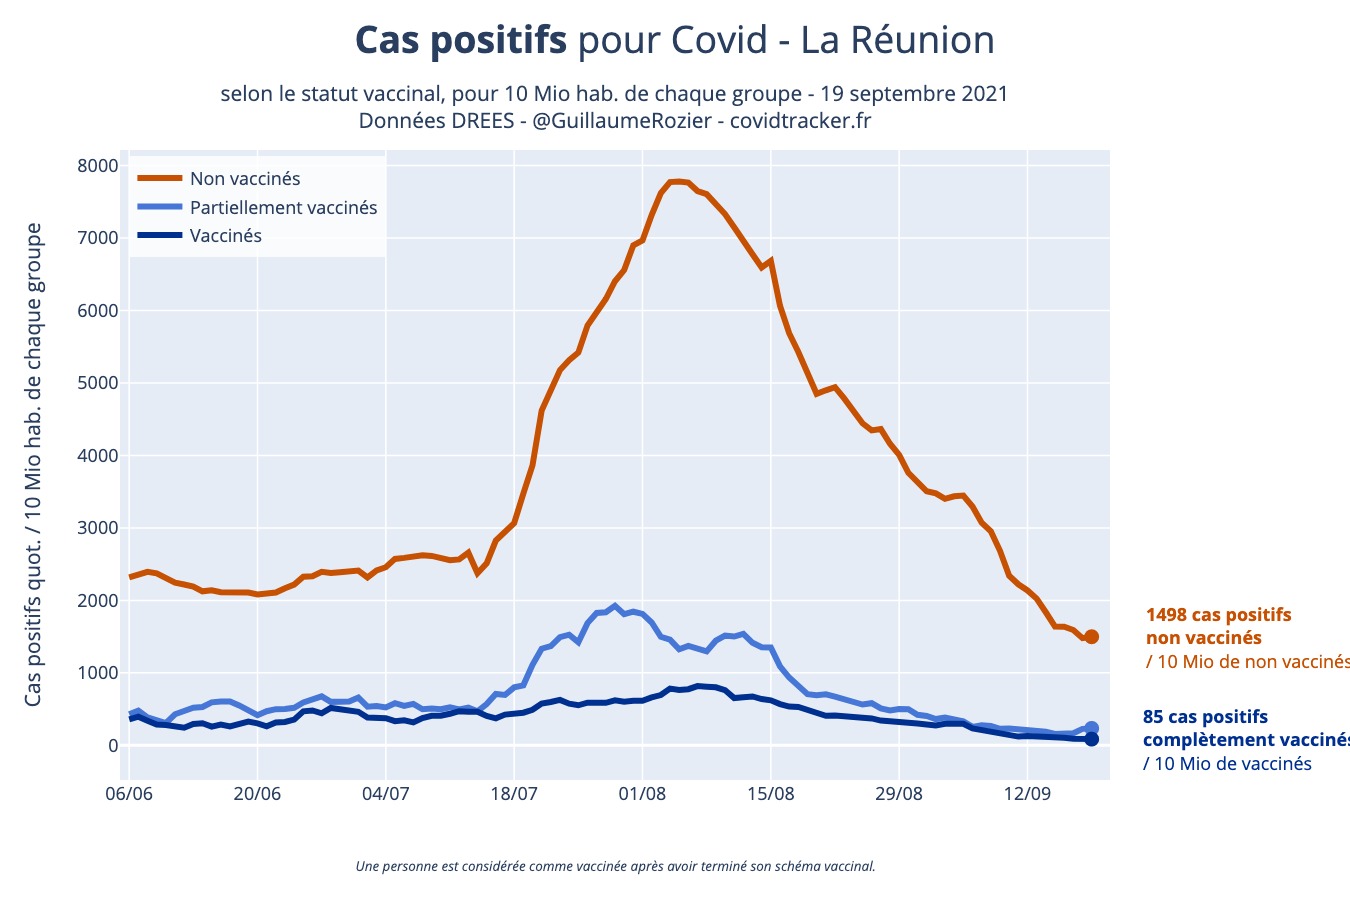 Cas positifs pour Covid - La Réunion
selon le statut vaccinal, pour 10 Mio hab. de chaque groupe - 19 septembre 2021
Données DREES - @GuillaumeRozier - covidtracker.fr
Cas positifs quot. / 10 Mio hab. de chaque groupe
8000
7000
6000
5000
4000
3000
2000
1000
0
Non vaccinés
Partiellement vaccinés
Vaccinés
1498 cas positifs
non vaccinés
/ 10 Mio de non vaccinés
85 cas positifs
complètement vaccinés
/ 10 Mio de vaccinés
06/06 20/06 04/07 18/07 01/08 15/08 29/08 12/09
Une personne est considérée comme vaccinée après avoir terminé son schéma vaccinal.